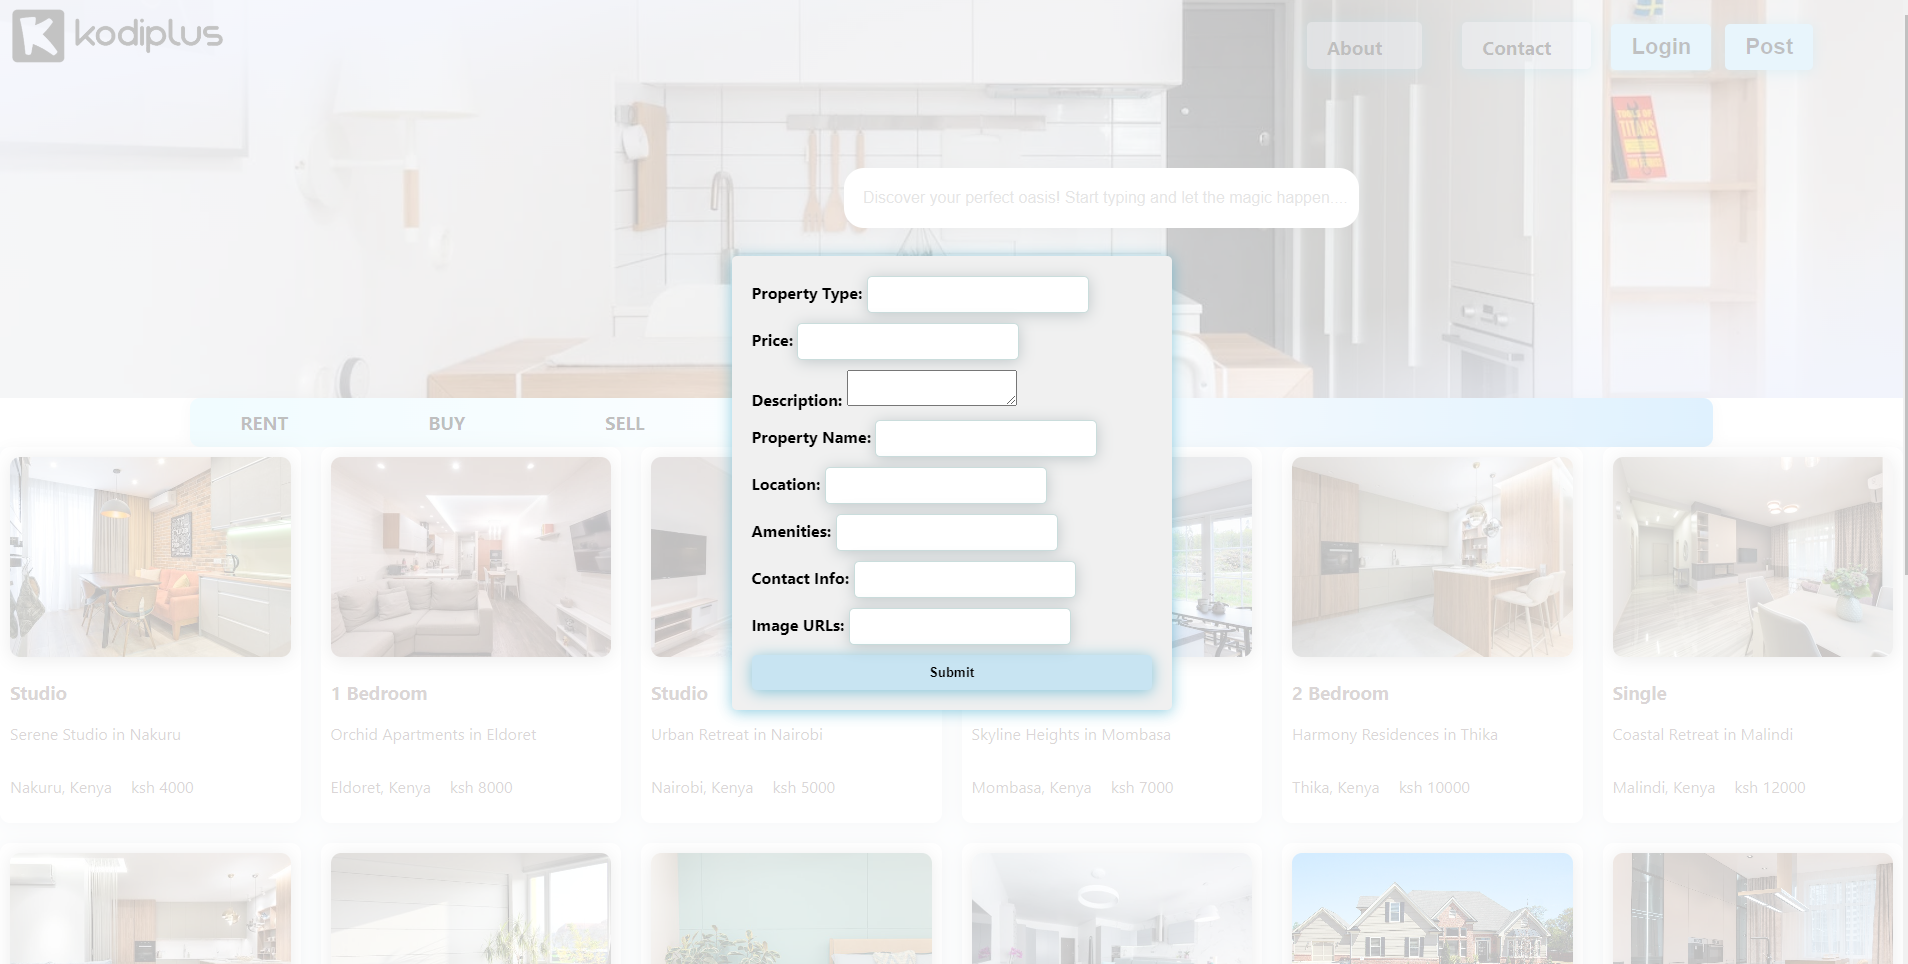 kodiplus
About
Contact
Login
Post
TOOLS OF
TITANS
Discover your perfect oasis! Start typing and let the magic happen....
Property Type:
Price:
Description:
Property Name:
Location:
Amenities:
Contact Info:
Image URLs:
Submit
RENT
BUY
SELL
Studio
Serene Studio in Nakuru
Nakuru, Kenya ksh 4000
1 Bedroom
Orchid Apartments in Eldoret
Eldoret, Kenya ksh 8000
Studio
Urban Retreat in Nairobi
Nairobi, Kenya ksh 5000
Skyline Heights in Mombasa
Mombasa, Kenya ksh 7000
2 Bedroom
Harmony Residences in Thika
Thika, Kenya ksh 10000
Single
Coastal Retreat in Malindi
Malindi, Kenya ksh 12000